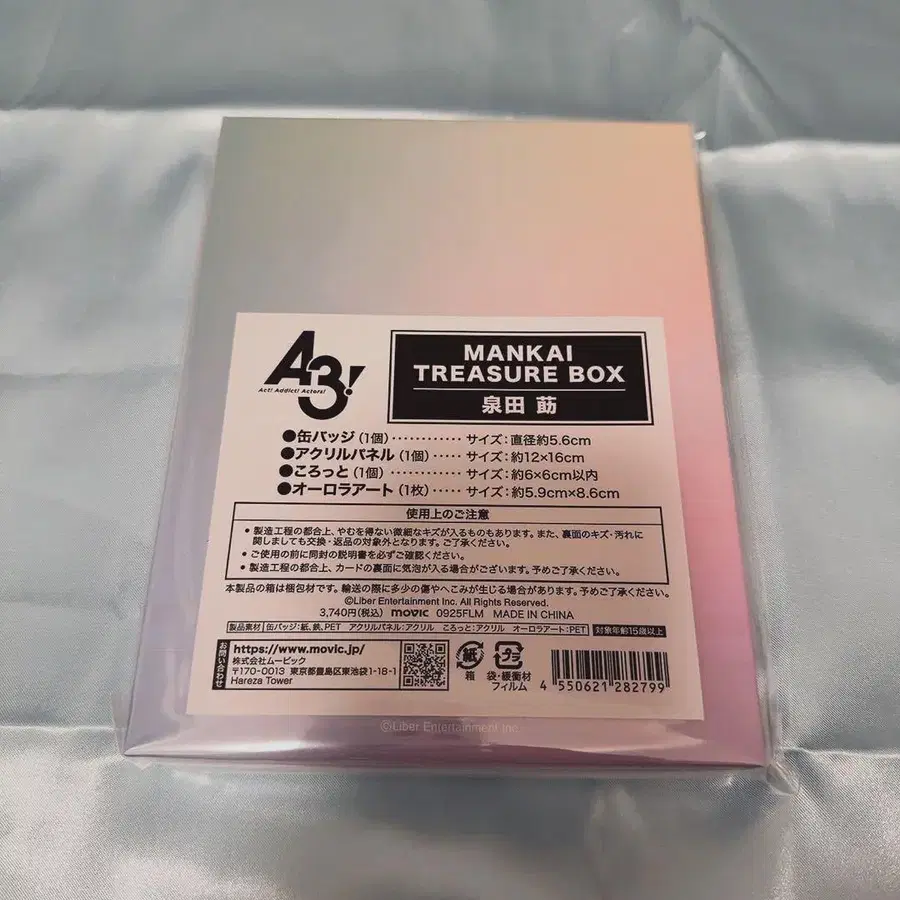 A3!
Act! Addict! Actors!
MANKAI
TREASURE BOX
泉田 莇
●缶バッジ(1個)············サイズ:直径約5.6cm
●アクリルパネル(1個)······サイズ:約12×16cm
●ころっと(1個)············サイズ:約6×6cm以内
●オーロラアート(1枚)·····サイズ:約5.9cm×8.6cm
使用上のご注意
• 製造工程の都合上、やむを得ない微細なキズが入るものもあります。また、裏面のキズ・汚れに
関しましても交換・返品の対象外となります。ご了承ください。
• ご使用の前に同封の説明書を必ずご確認ください。
• 製造工程の都合上、カードの裏面に気泡が入る場合がございます。予めご了承ください。
本製品の箱は梱包材です。輸送の際に多少の傷やへこみが生じる場合があります。予めご了承ください。
©Liber Entertainment Inc. All Rights Reserved.
3,740円(税込) movic 0925FLM MADE IN CHINA
製品素材 缶バッジ:紙、鉄、PET アクリルパネル:アクリル ころっと:アクリル オーロラアート:PET 対象年齢15歳以上
お問い合わせ
https://www.movic.jp/
株式会社ムービック
〒170-0013 東京都豊島区東池袋1-18-1
Hareza Tower
紙
箱
プラ
袋・緩衝材
フィルム
4 550621 282799
©Liber Entertainment Inc.